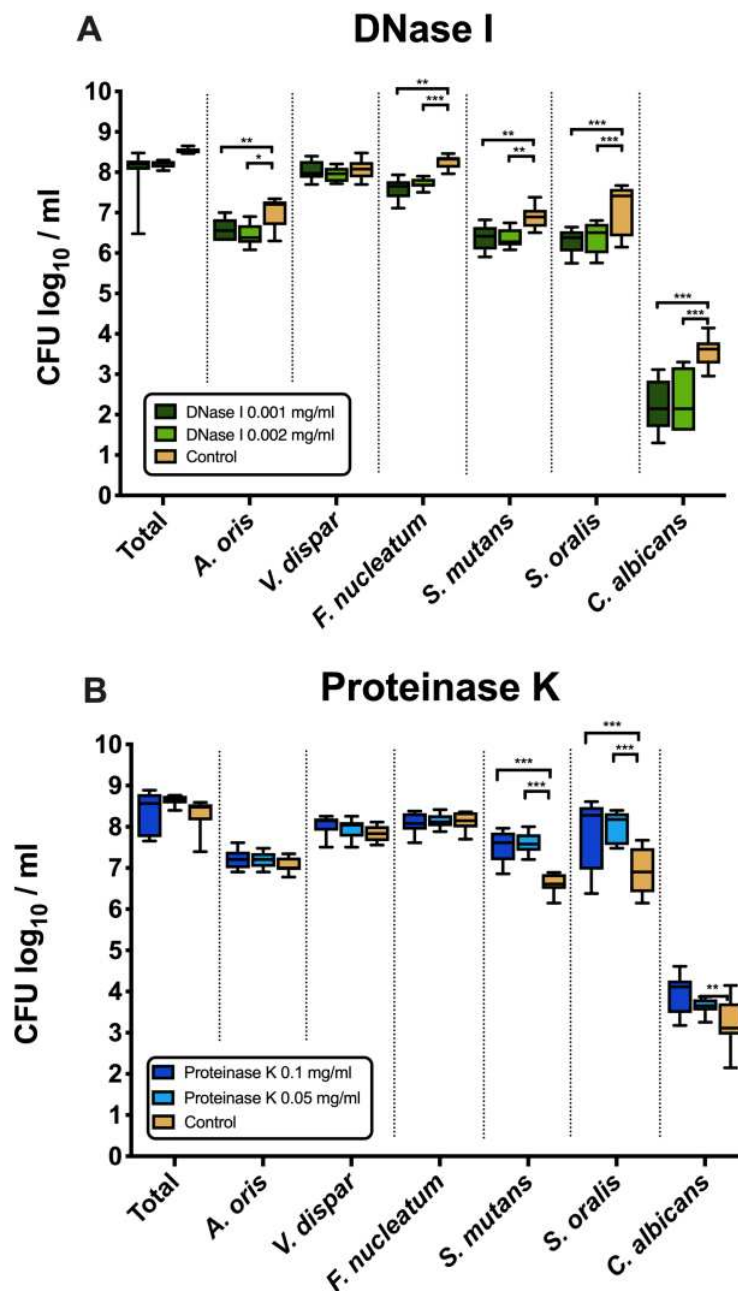 A
DNase I
CFU log10 / ml
10
9
8
7
6
5
4
3
2
1
0
**
*
**
***
**
**
***
***
***
***
DNase I 0.001 mg/ml
DNase I 0.002 mg/ml
Control
Total
A. oris
V. dispar
F. nucleatum
S. mutans
S. oralis
C. albicans
B
Proteinase K
CFU log10 / ml
10
9
8
7
6
5
4
3
2
1
0
***
***
***
***
**
Proteinase K 0.1 mg/ml
Proteinase K 0.05 mg/ml
Control
Total
A. oris
V. dispar
F. nucleatum
S. mutans
S. oralis
C. albicans